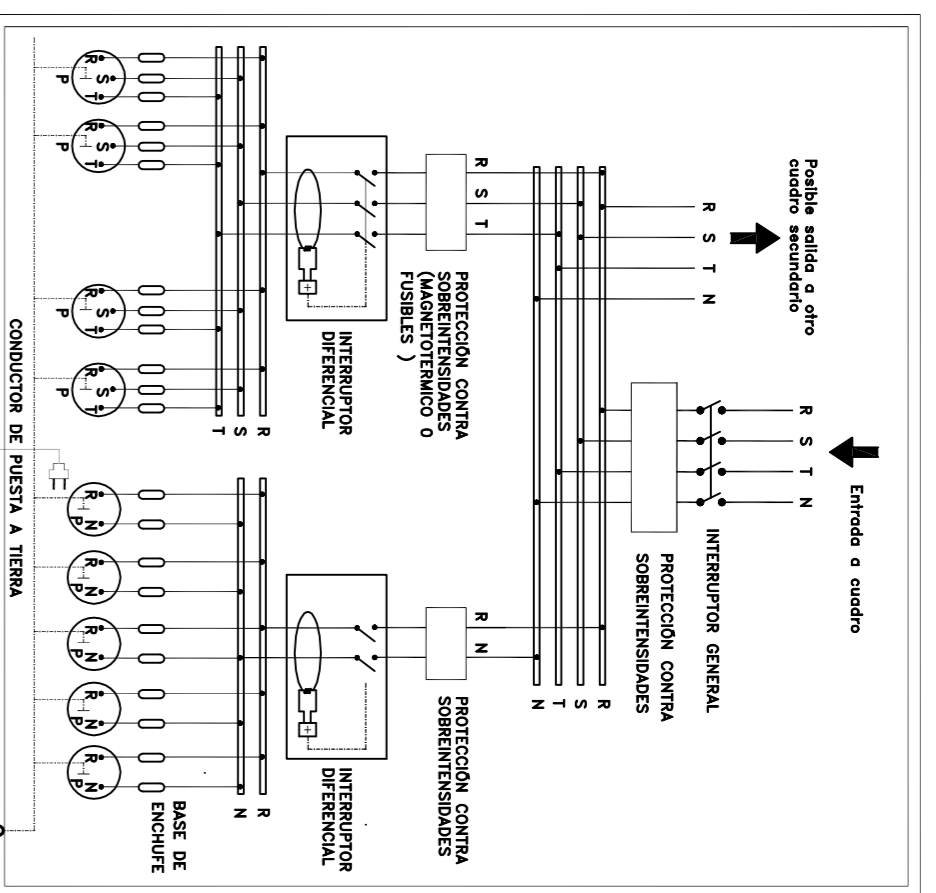 Entrada a cuadro
Posible salida a otro
cuadro secundario
R S T N
R S T N
INTERRUPTOR GENERAL
PROTECCIÓN CONTRA
SOBREINTENSIDADES
R
S
T
N
R S T
PROTECCIÓN CONTRA
SOBREINTENSIDADES
(MAGNETOTERMICO O
FUSIBLES )
R N
PROTECCIÓN CONTRA
SOBREINTENSIDADES
INTERRUPTOR
DIFERENCIAL
INTERRUPTOR
DIFERENCIAL
R
S
T
R
N
BASE DE
ENCHUFE
R S T
P
R S T
P
R S T
P
R S T
P
R N
P
R N
P
R N
P
R N
P
R N
P
CONDUCTOR DE PUESTA A TIERRA